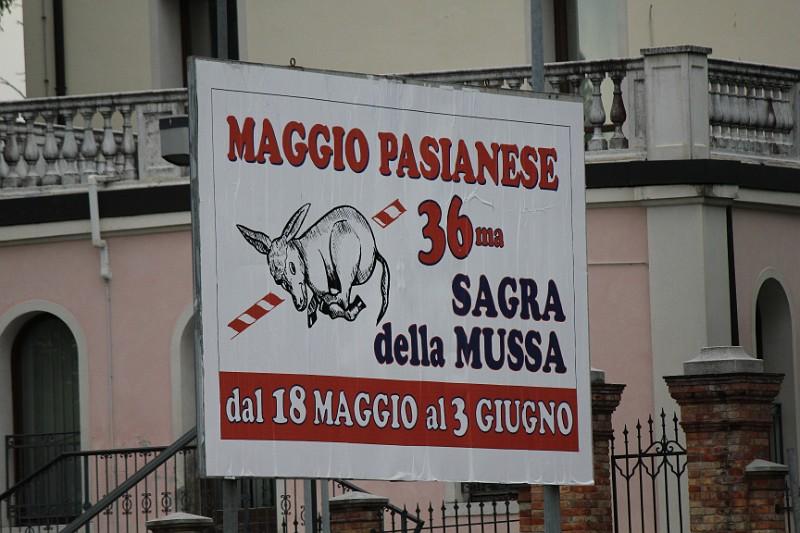 MAGGIO PASIANESE
36ma
SAGRA
della MUSSA
dal 18 MAGGIO al 3 GIUGNO